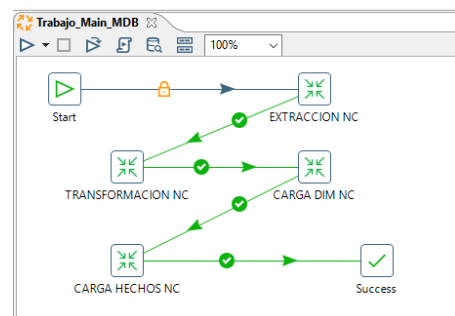 Trabajo_Main_MDB
100%
Start
EXTRACCION NC
TRANSFORMACION NC
CARGA DIM NC
CARGA HECHOS NC
Success